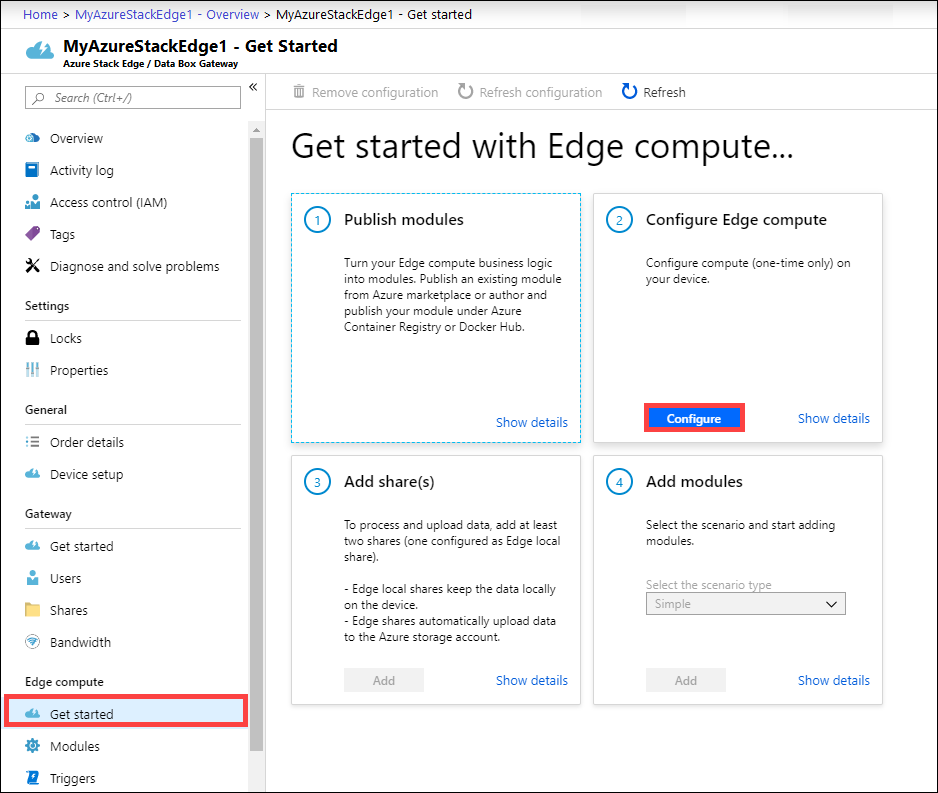 Home > MyAzureStackEdge1 - Overview > MyAzureStackEdge1 - Get started
MyAzureStackEdge1 - Get Started
Azure Stack Edge / Data Box Gateway
Search (Ctrl+/)
«
Overview
Activity log
Access control (IAM)
Tags
Diagnose and solve problems
Settings
Locks
Properties
General
Order details
Device setup
Gateway
Get started
Users
Shares
Bandwidth
Edge compute
Get started
Modules
Triggers
Remove configuration Refresh configuration Refresh
Get started with Edge compute...
1 Publish modules
Turn your Edge compute business logic
into modules. Publish an existing module
from Azure marketplace or author and
publish your module under Azure
Container Registry or Docker Hub.
Show details
2 Configure Edge compute
Configure compute (one-time only) on
your device.
Configure Show details
3 Add share(s)
To process and upload data, add at least
two shares (one configured as Edge local
share).
- Edge local shares keep the data locally
on the device.
- Edge shares automatically upload data
to the Azure storage account.
Add Show details
4 Add modules
Select the scenario and start adding
modules.
Select the scenario type
Simple
Add Show details